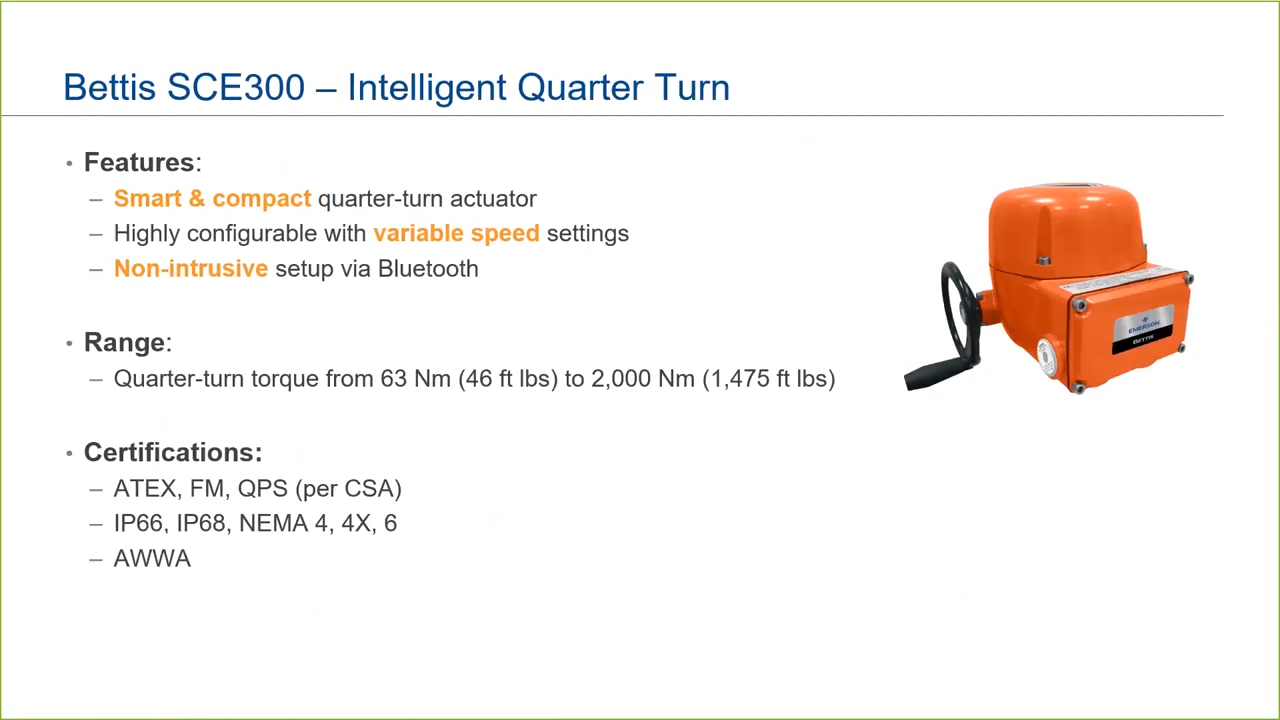 Bettis SCE300 – Intelligent Quarter Turn
• Features:
– Smart & compact quarter-turn actuator
– Highly configurable with variable speed settings
– Non-intrusive setup via Bluetooth
• Range:
– Quarter-turn torque from 63 Nm (46 ft lbs) to 2,000 Nm (1,475 ft lbs)
• Certifications:
– ATEX, FM, QPS (per CSA)
– IP66, IP68, NEMA 4, 4X, 6
– AWWA
EMERSON
BETTIS